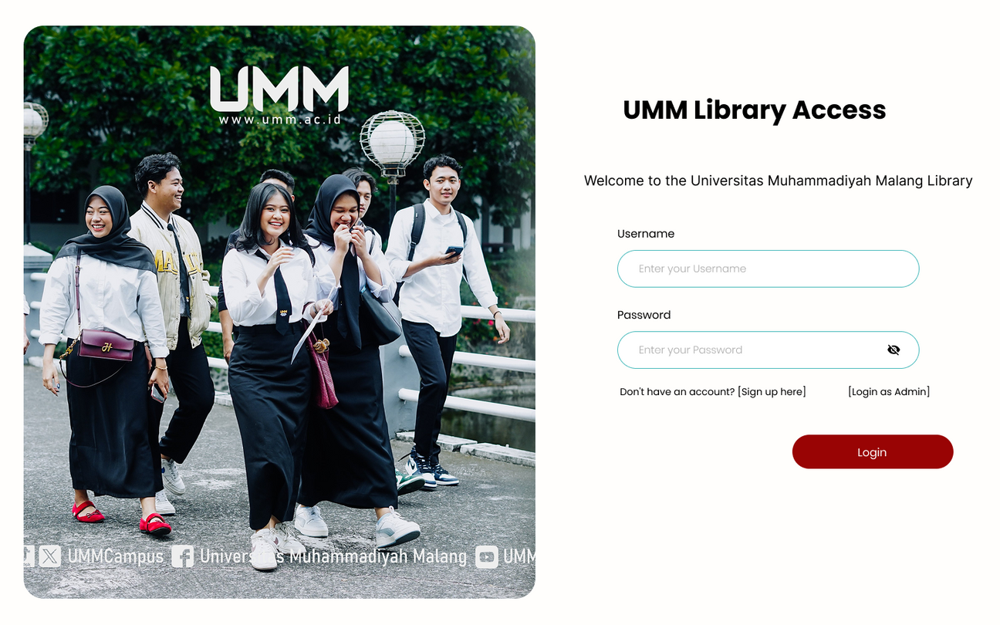 UMM
www.umm.ac.id
UMMCampus Universitas Muhammadiyah Malang UMM
UMM Library Access
Welcome to the Universitas Muhammadiyah Malang Library
Username
Enter your Username
Password
Enter your Password
Don't have an account? [Sign up here] [Login as Admin]
Login